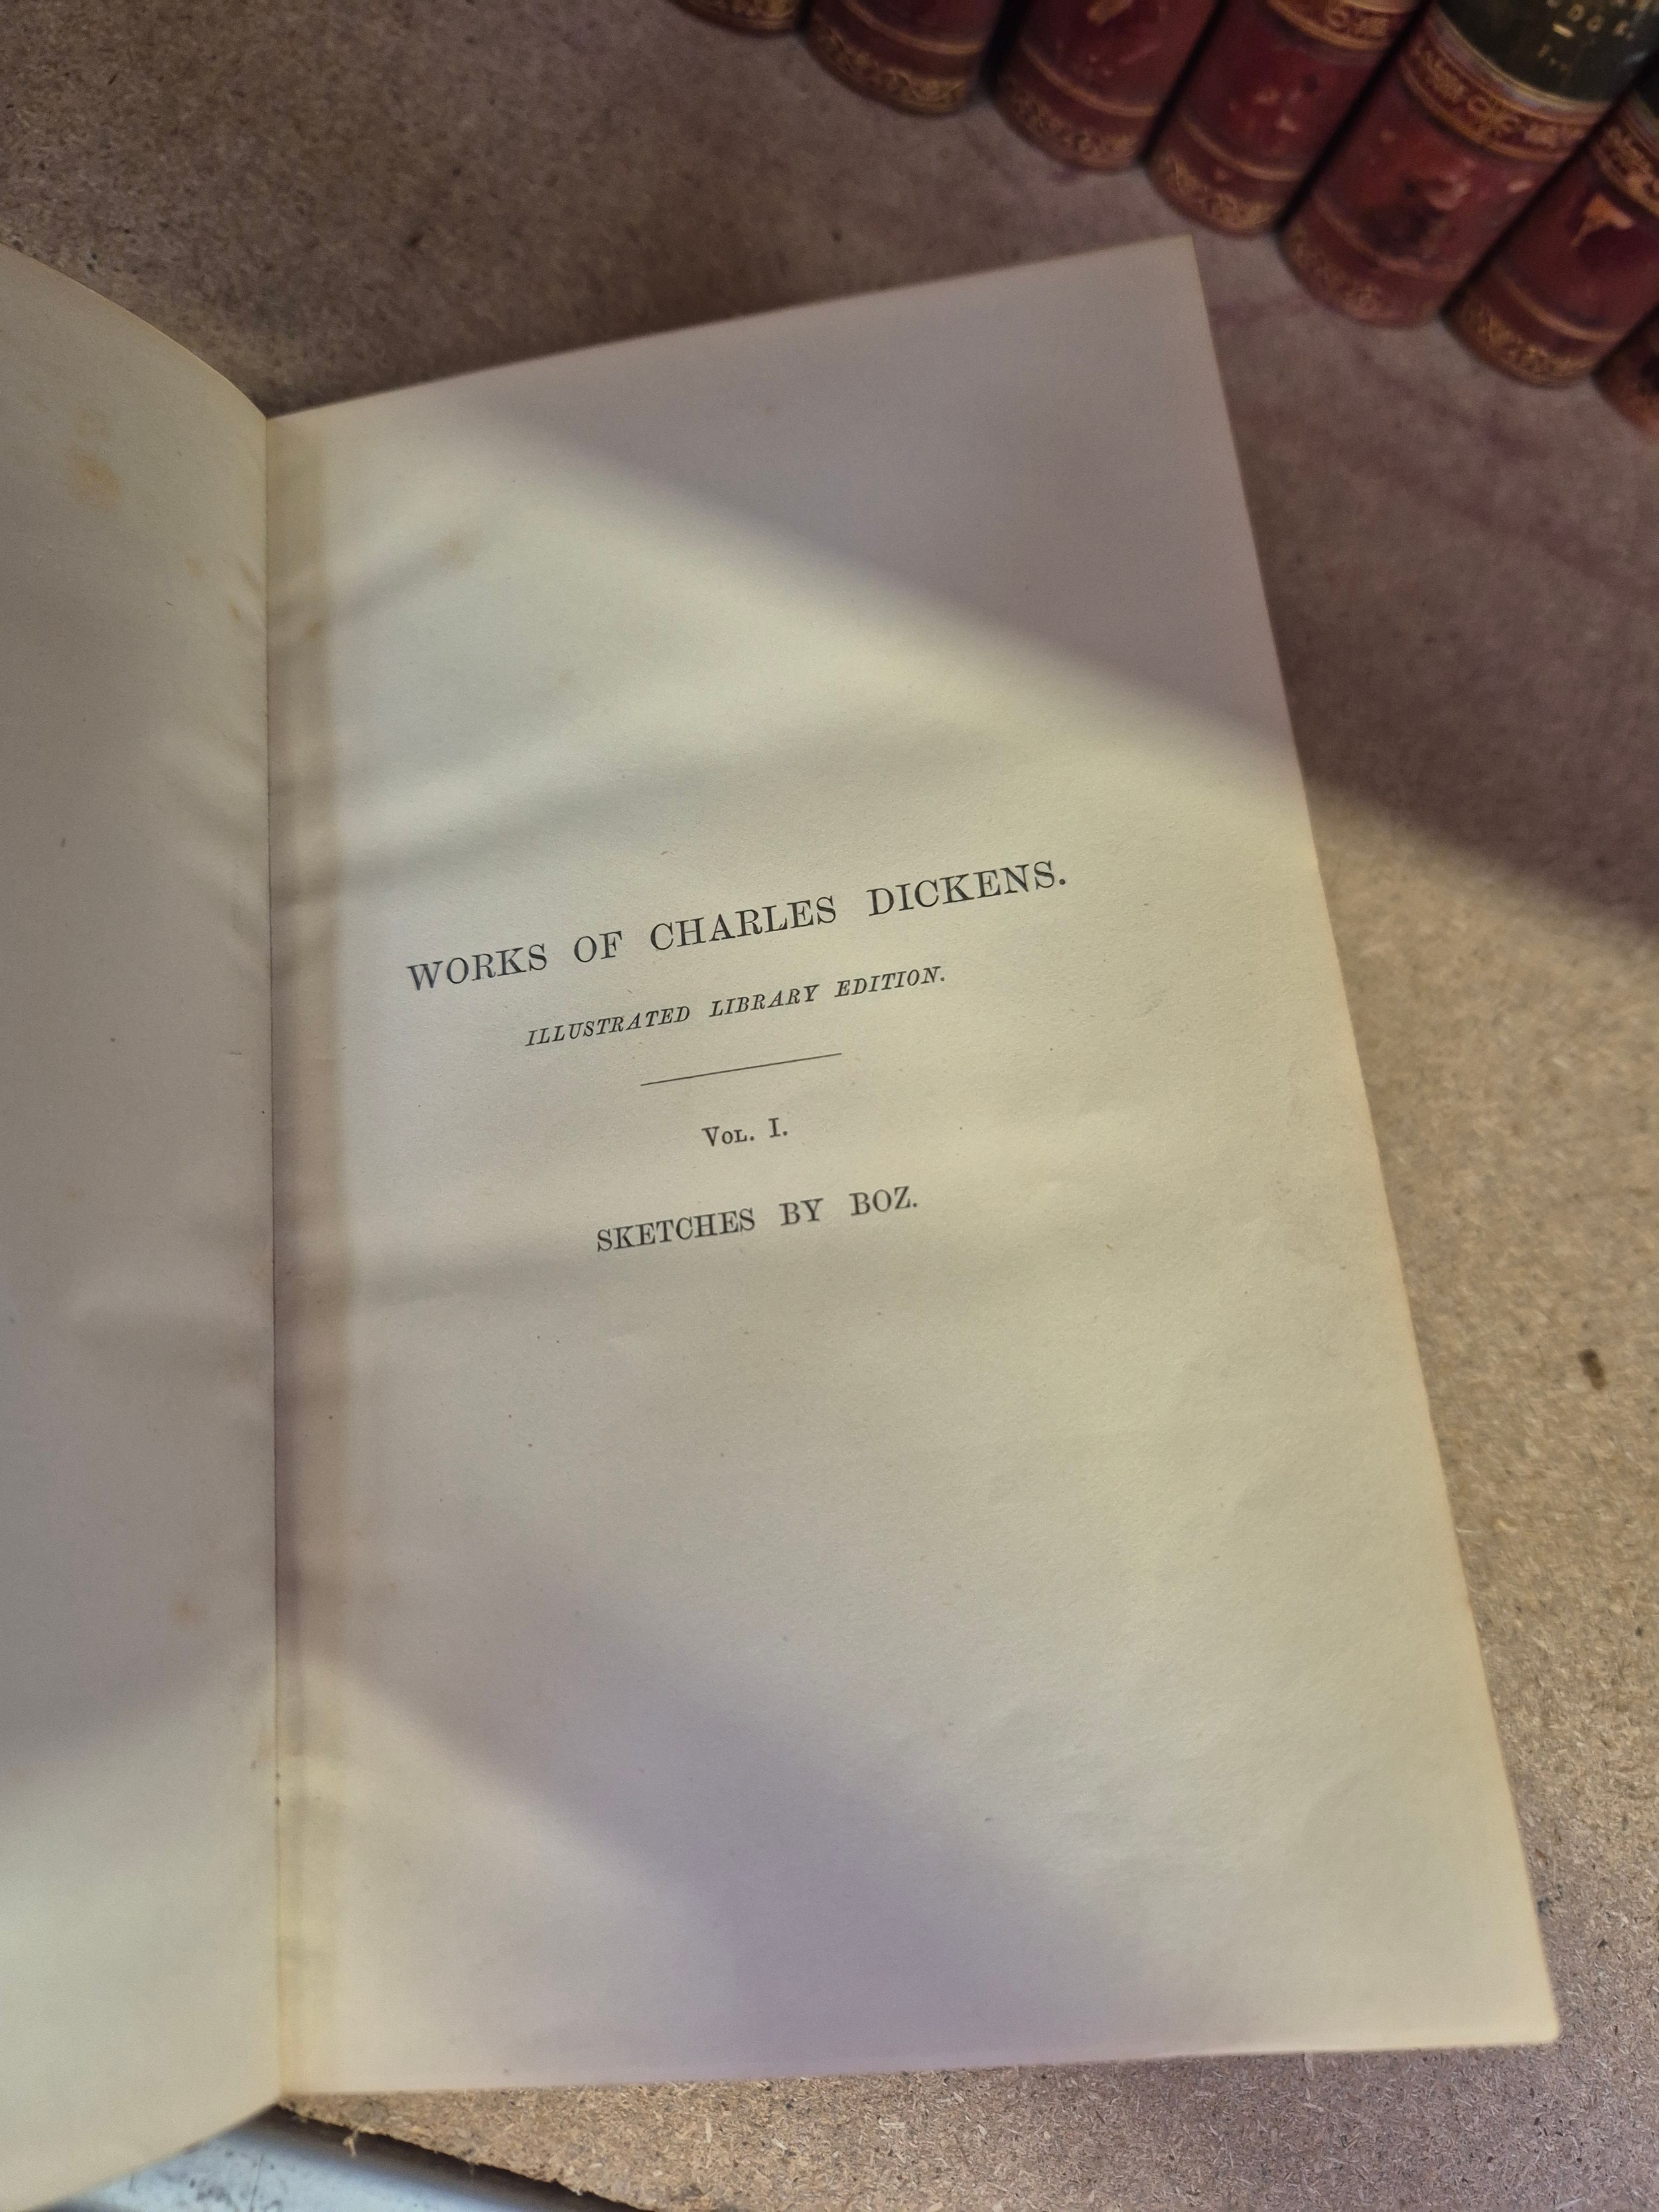 WORKS OF CHARLES DICKENS.
ILLUSTRATED LIBRARY EDITION.
VOL. I.
SKETCHES BY BOZ.